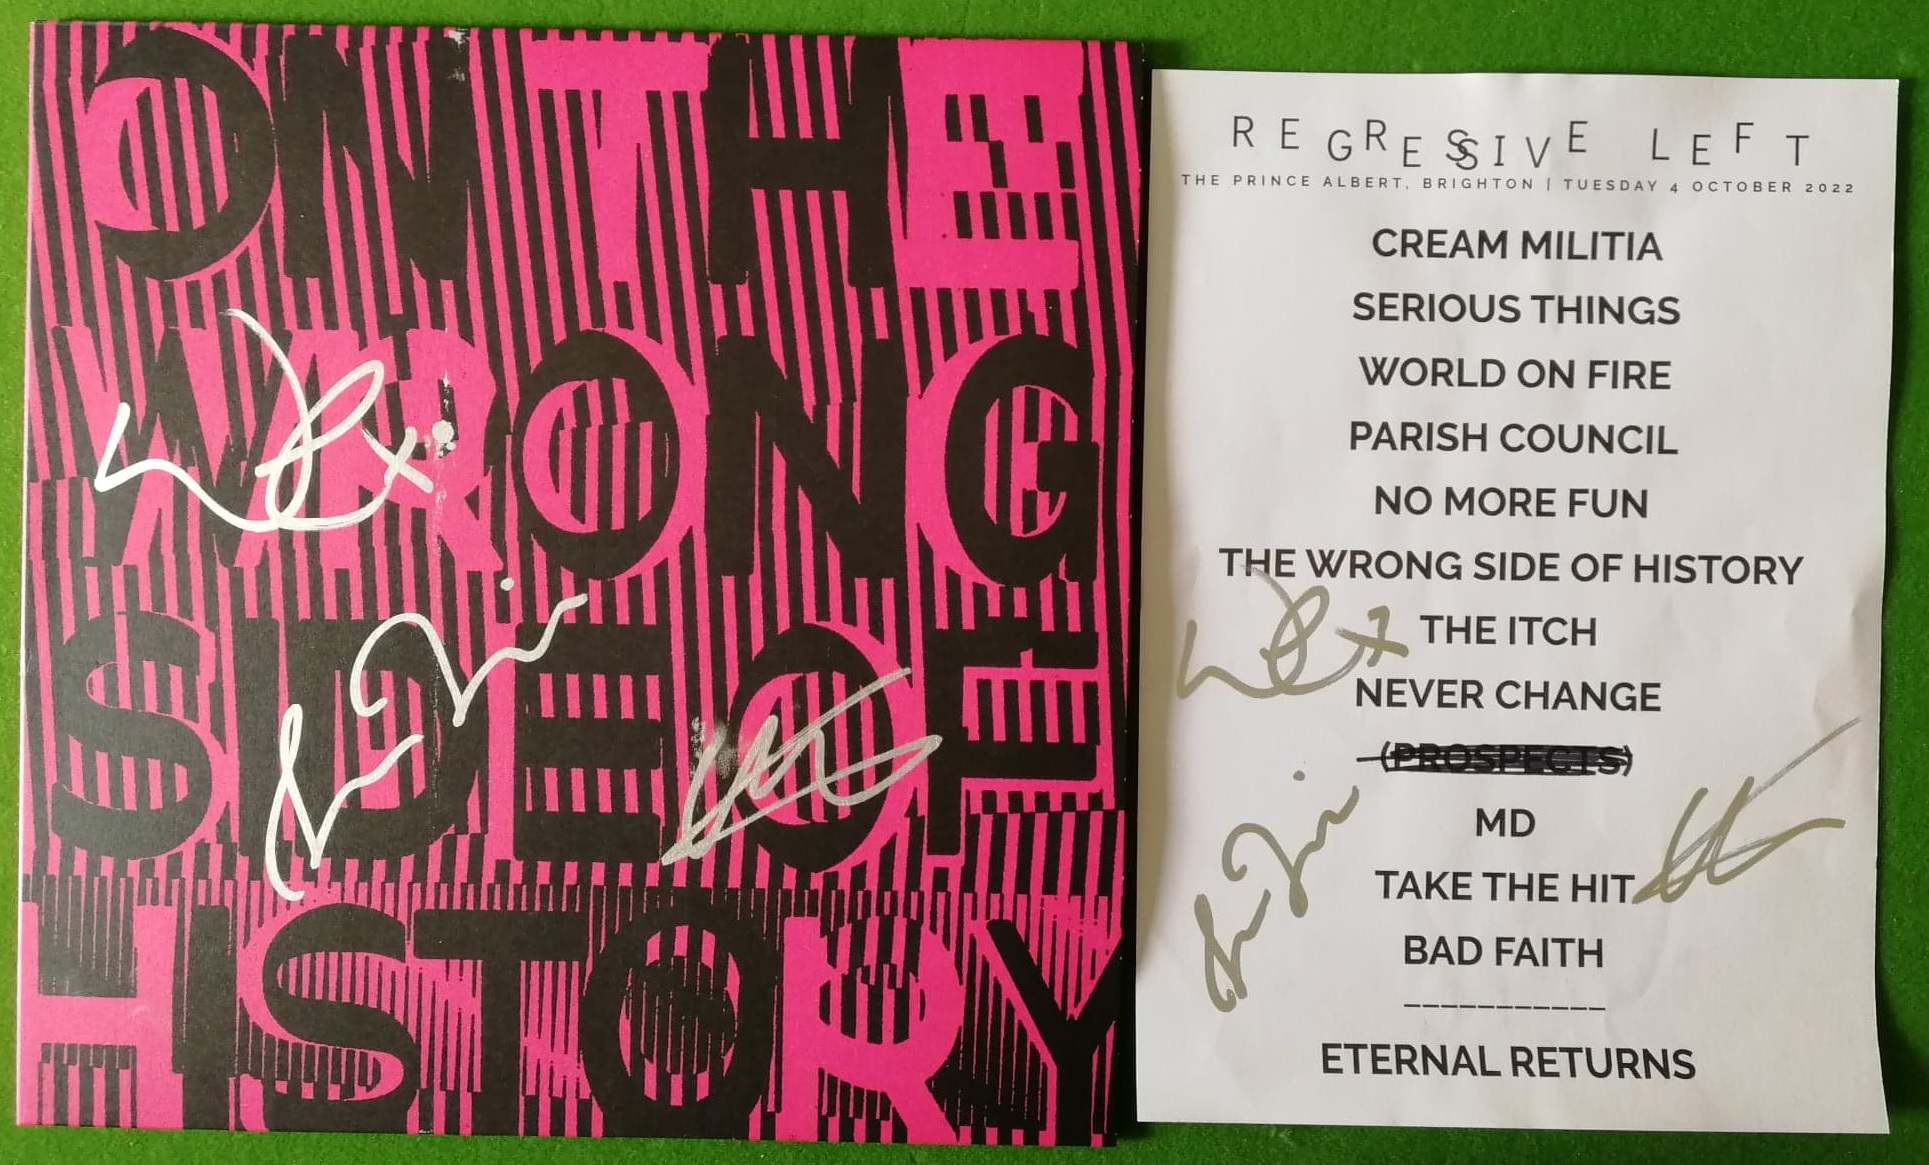 ON THE
WRONG
SIDE OF
HISTORY
REGRESSIVE LEFT
THE PRINCE ALBERT, BRIGHTON | TUESDAY 4 OCTOBER 2022
CREAM MILITIA
SERIOUS THINGS
WORLD ON FIRE
PARISH COUNCIL
NO MORE FUN
THE WRONG SIDE OF HISTORY
THE ITCH
NEVER CHANGE
(PROSPECTS)
MD
TAKE THE HIT
BAD FAITH
___________
ETERNAL RETURNS